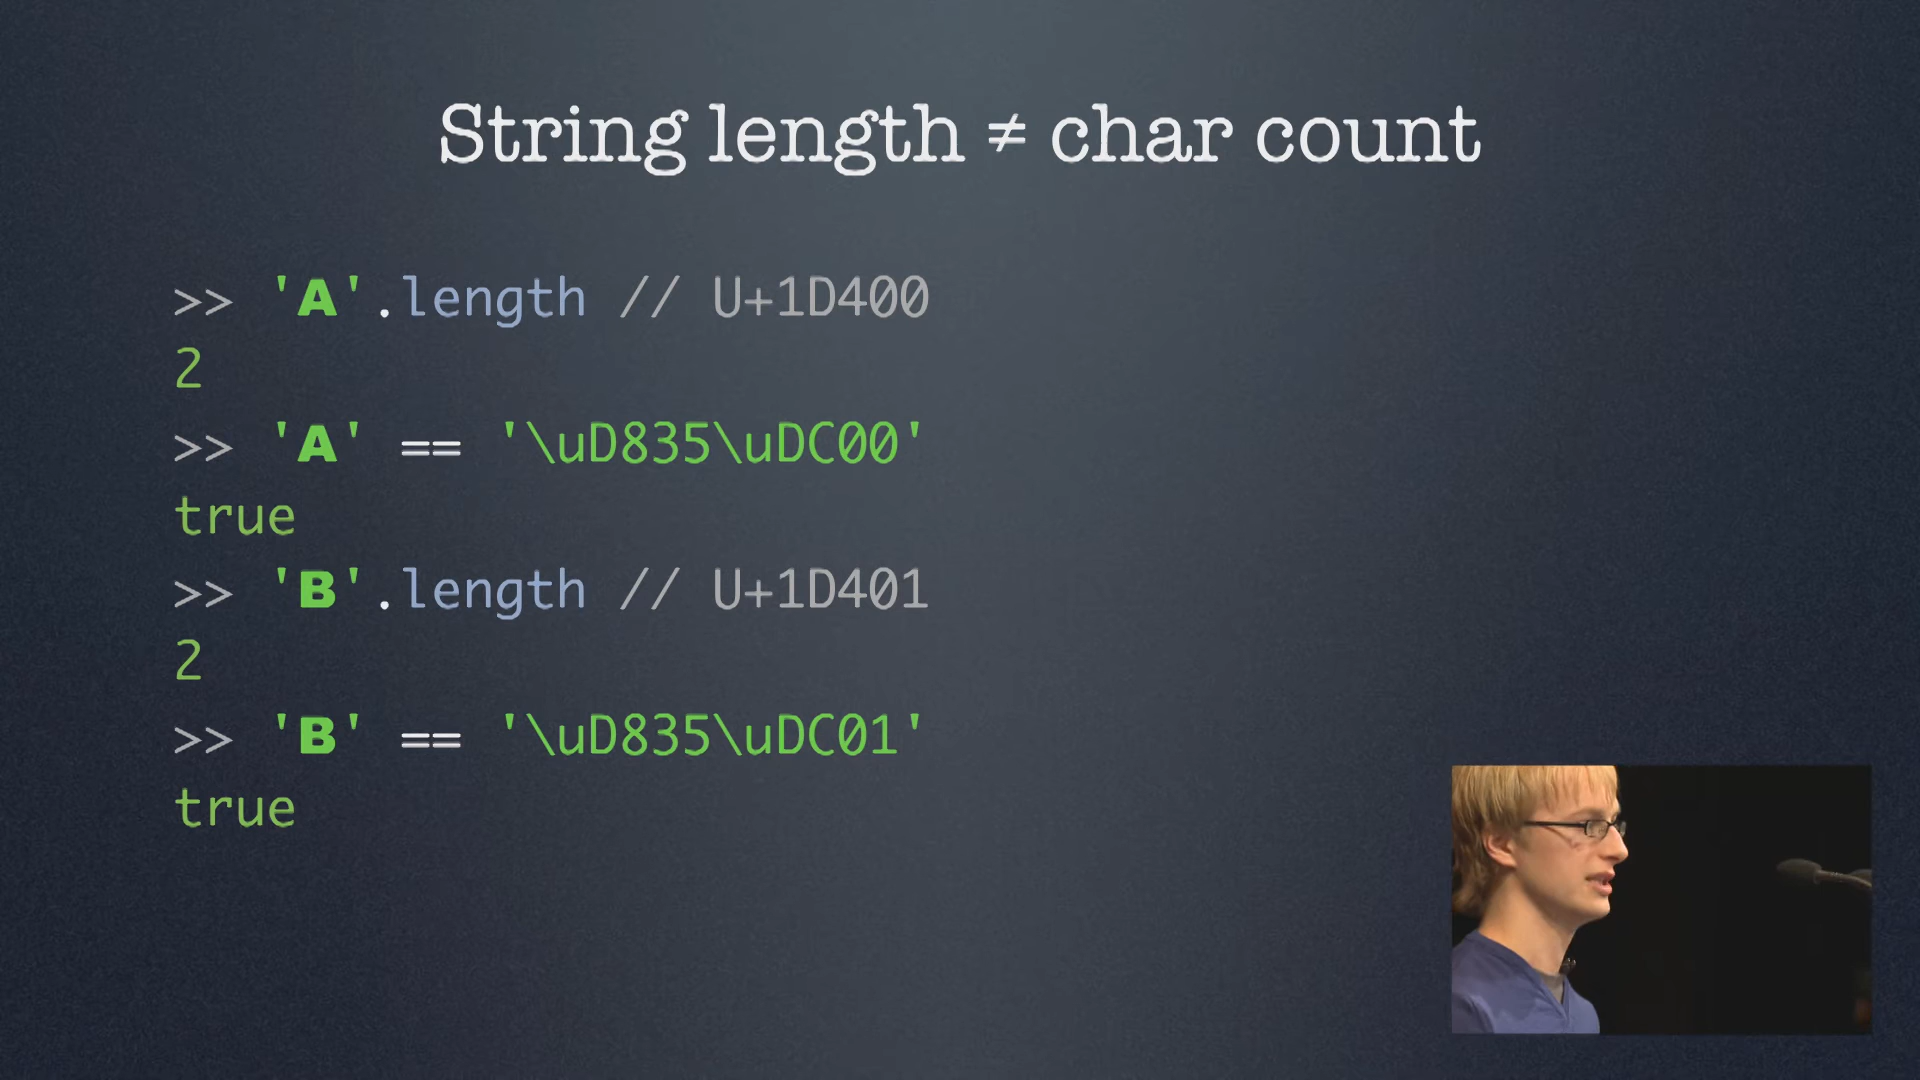 String length ≠ char count
>> '𝐀'.length // U+1D400
2
>> '𝐀' == '\uD835\uDC00'
true
>> '𝐁'.length // U+1D401
2
>> '𝐁' == '\uD835\uDC01'
true